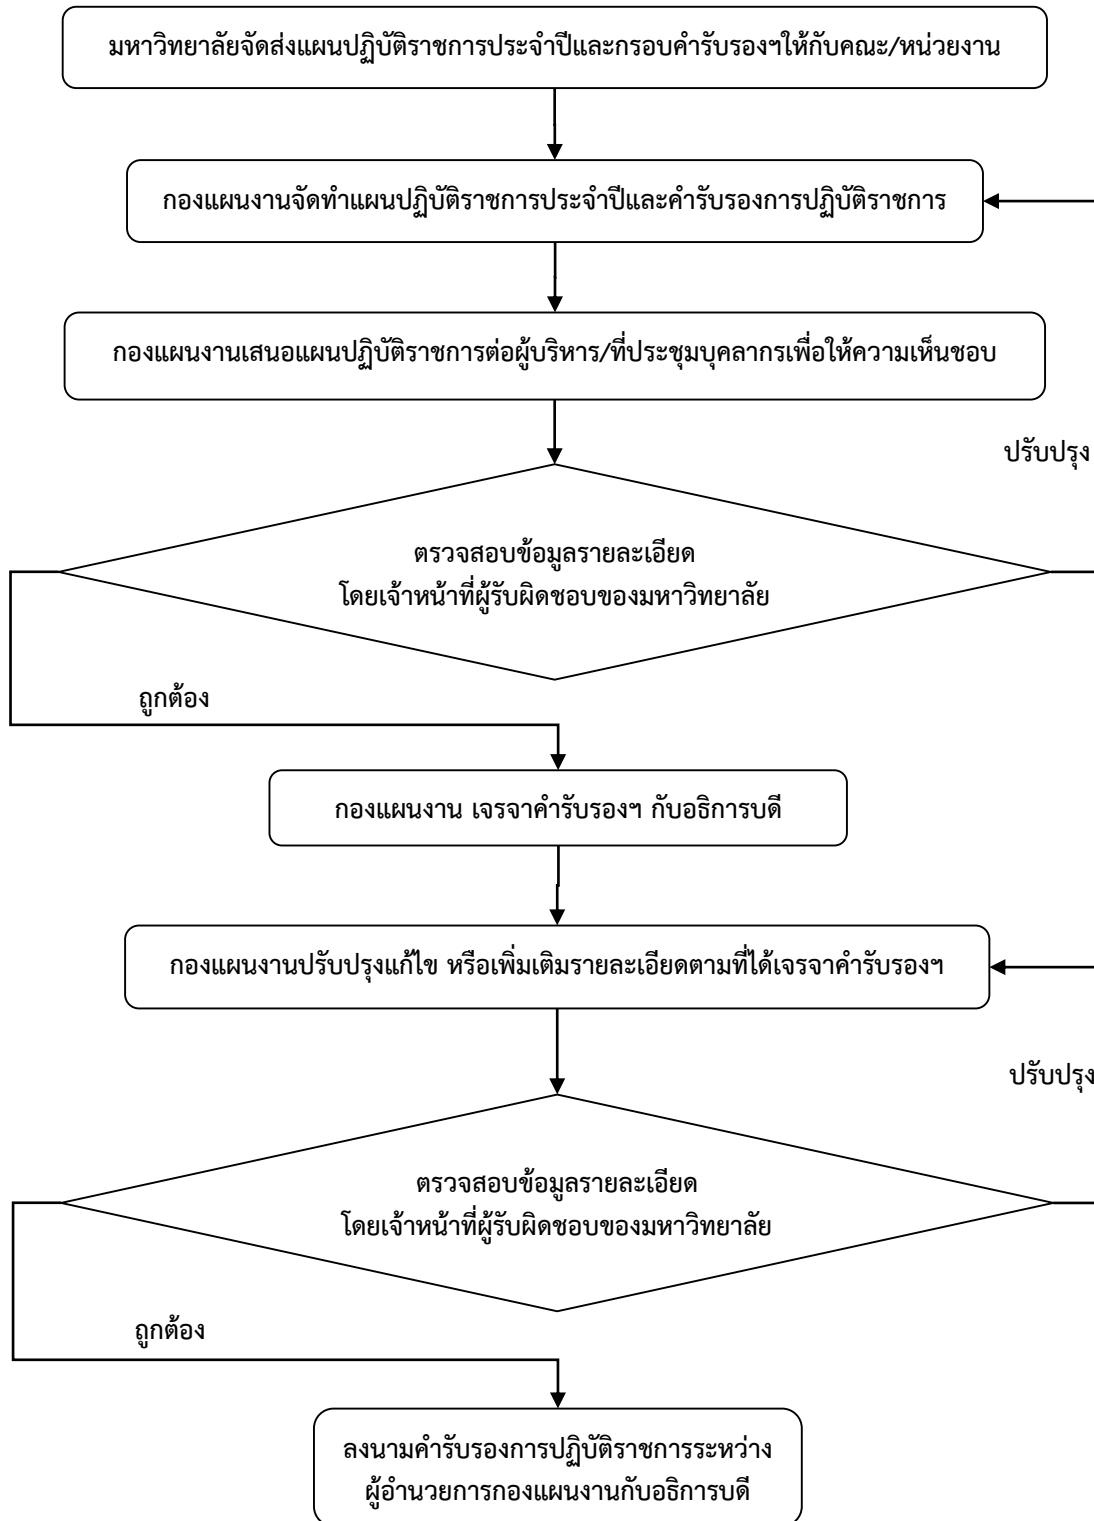 มหาวิทยาลัยจัดส่งแผนปฏิบัติราชการประจำปีและกรอบคำรับรองฯให้กับคณะ/หน่วยงาน
กองแผนงานจัดทำแผนปฏิบัติราชการประจำปีและคำรับรองการปฏิบัติราชการ
กองแผนงานเสนอแผนปฏิบัติราชการต่อผู้บริหาร/ที่ประชุมบุคลากรเพื่อให้ความเห็นชอบ
ปรับปรุง
ตรวจสอบข้อมูลรายละเอียด
โดยเจ้าหน้าที่ผู้รับผิดชอบของมหาวิทยาลัย
ถูกต้อง
กองแผนงาน เจรจาคำรับรองฯ กับอธิการบดี
กองแผนงานปรับปรุงแก้ไข หรือเพิ่มเติมรายละเอียดตามที่ได้เจรจาคำรับรองฯ
ปรับปรุง
ตรวจสอบข้อมูลรายละเอียด
โดยเจ้าหน้าที่ผู้รับผิดชอบของมหาวิทยาลัย
ถูกต้อง
ลงนามคำรับรองการปฏิบัติราชการระหว่าง
ผู้อำนวยการกองแผนงานกับอธิการบดี